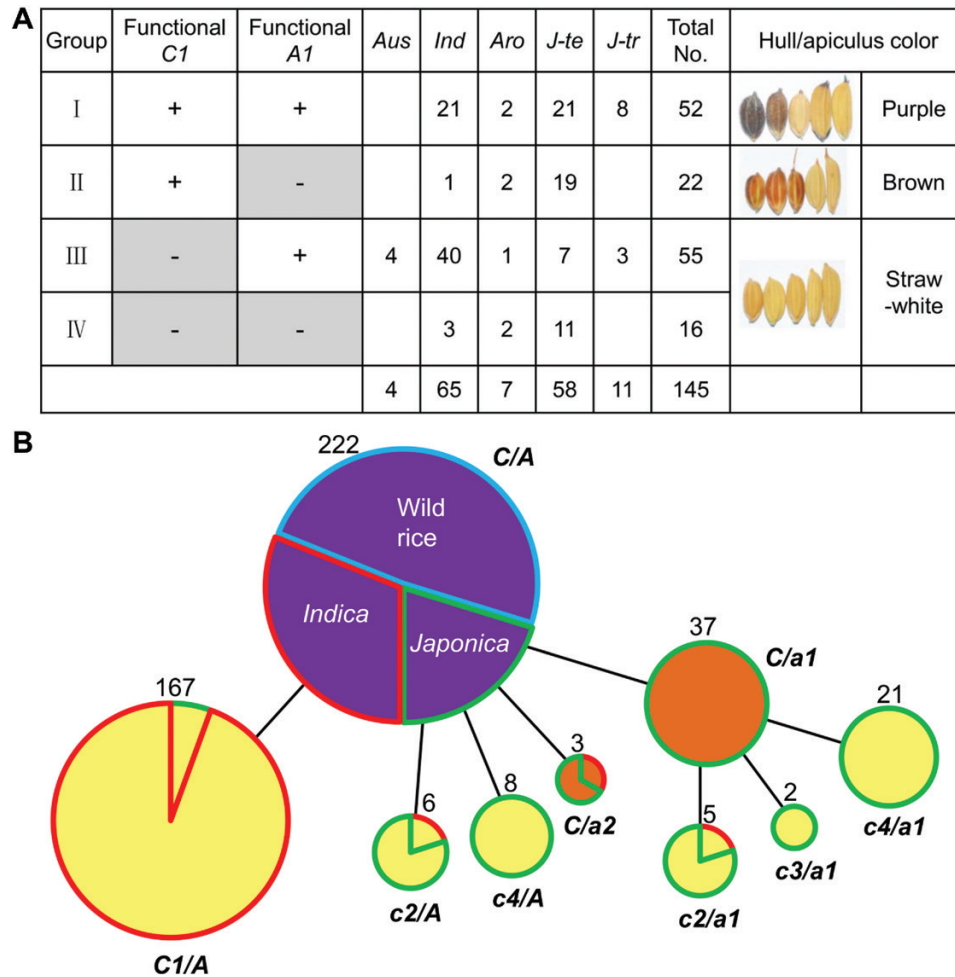 A
Group Functional C1 Functional A1 Aus Ind Aro J-te J-tr Total No. Hull/apiculus color
I + + 21 2 21 8 52 Purple
II + - 1 2 19 22 Brown
III - + 4 40 1 7 3 55 Straw -white
IV - - 3 2 11 16
4 65 7 58 11 145
B
222
C/A
Wild
rice
Indica
Japonica
37
C/a1
167
21
3
8
6
5
2
C/a2
c4/a1
c3/a1
c2/A
c4/A
c2/a1
C1/A